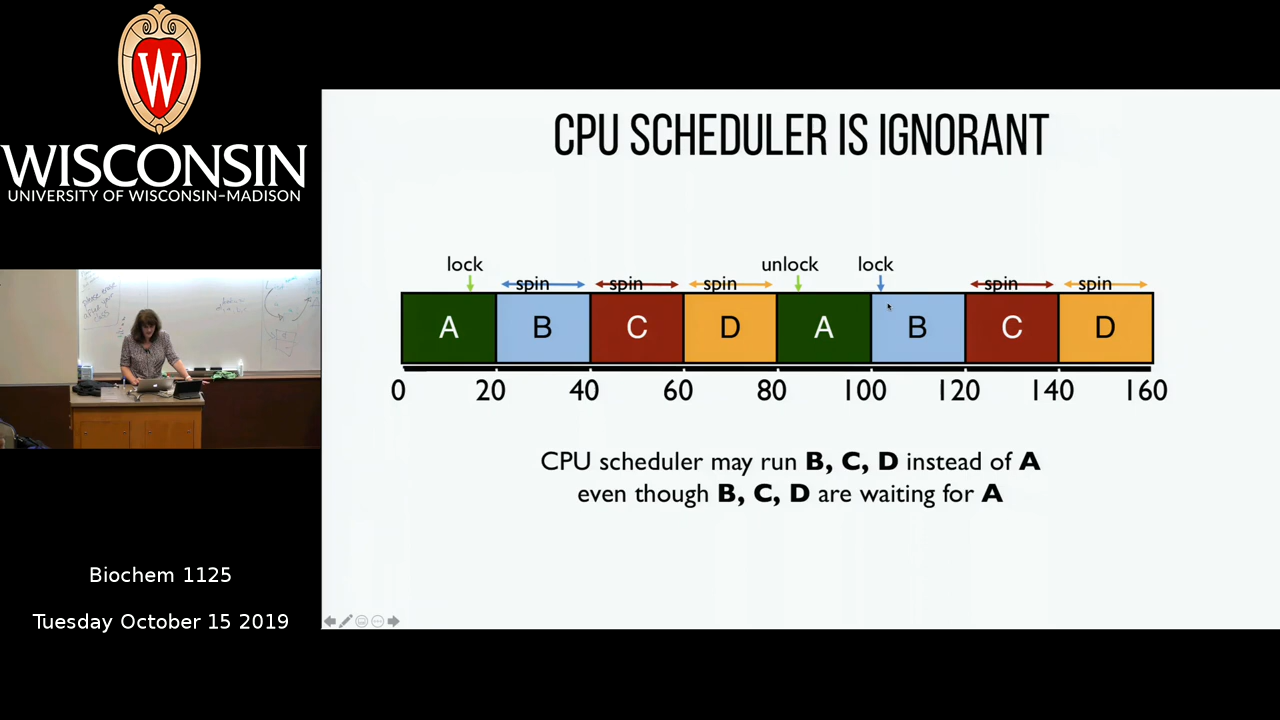 W
WISCONSIN
UNIVERSITY OF WISCONSIN–MADISON
Biochem 1125
Tuesday October 15 2019
CPU SCHEDULER IS IGNORANT
lock
unlock
lock
spin
spin
spin
spin
spin
A
B
C
D
A
B
C
D
0
20
40
60
80
100
120
140
160
CPU scheduler may run B, C, D instead of A
even though B, C, D are waiting for A